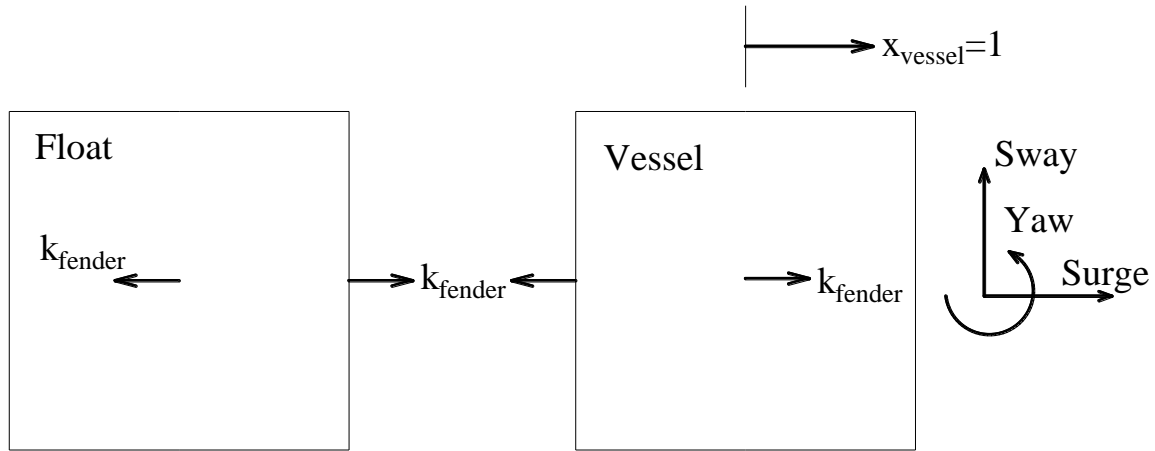 x_vessel=1
Float
Vessel
Sway
Yaw
Surge
k_fender
k_fender
k_fender